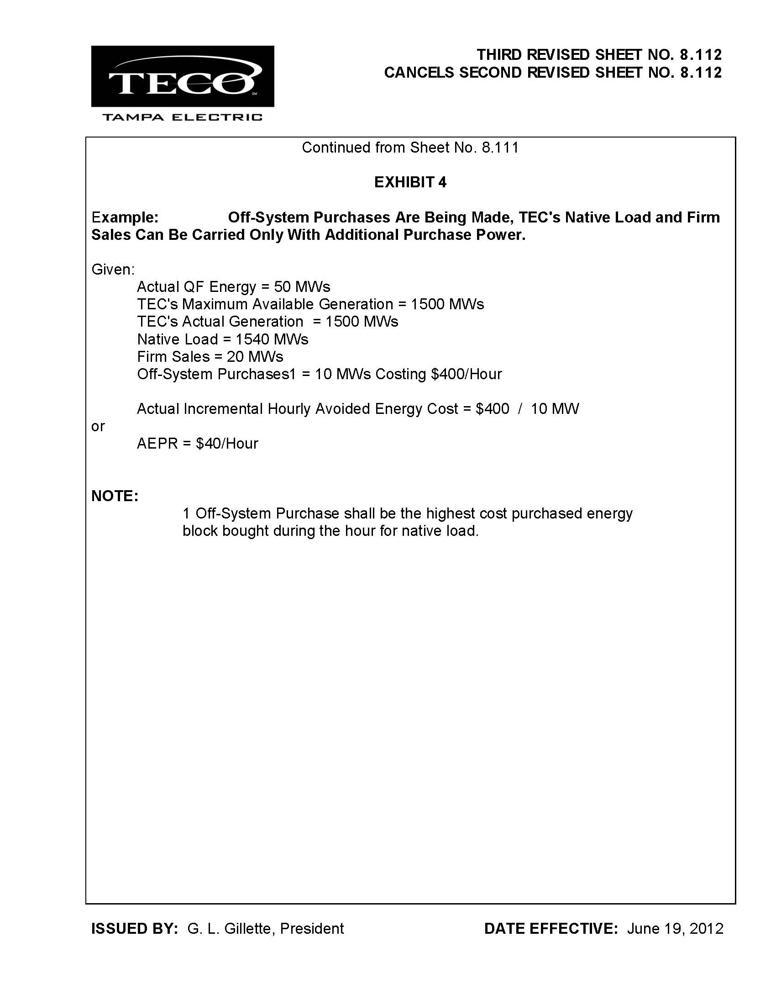 THIRD REVISED SHEET NO. 8.112
CANCELS SECOND REVISED SHEET NO. 8.112
TECO
SM
TAMPA ELECTRIC
Continued from Sheet No. 8.111
EXHIBIT 4
Example: Off-System Purchases Are Being Made, TEC's Native Load and Firm
Sales Can Be Carried Only With Additional Purchase Power.
Given:
Actual QF Energy = 50 MWs
TEC's Maximum Available Generation = 1500 MWs
TEC's Actual Generation = 1500 MWs
Native Load = 1540 MWs
Firm Sales = 20 MWs
Off-System Purchases1 = 10 MWs Costing $400/Hour
Actual Incremental Hourly Avoided Energy Cost = $400 / 10 MW
or
AEPR = $40/Hour
NOTE:
1 Off-System Purchase shall be the highest cost purchased energy
block bought during the hour for native load.
ISSUED BY: G. L. Gillette, President DATE EFFECTIVE: June 19, 2012